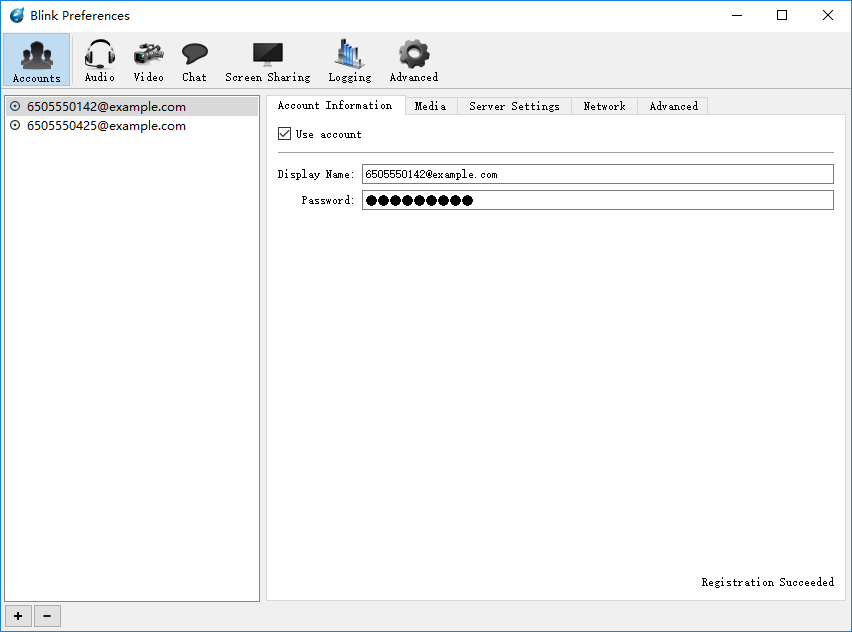 Blink Preferences
Accounts Audio Video Chat Screen Sharing Logging Advanced
6505550142@example.com
6505550425@example.com
Account Information Media Server Settings Network Advanced
Use account
Display Name: 6505550142@example.com
Password: ●●●●●●●●●
Registration Succeeded
+ −